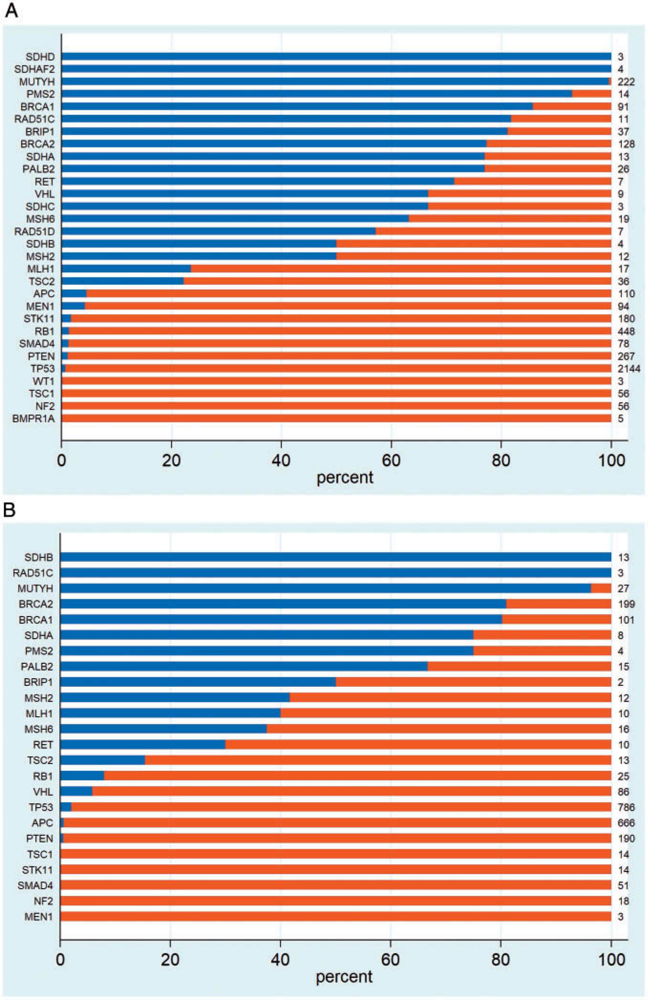 A
SDHD 3
SDHAF2 4
MUTYH 222
PMS2 14
BRCA1 91
RAD51C 11
BRIP1 37
BRCA2 128
SDHA 13
PALB2 26
RET 7
VHL 9
SDHC 3
MSH6 19
RAD51D 7
SDHB 4
MSH2 12
MLH1 17
TSC2 36
APC 110
MEN1 94
STK11 180
RB1 448
SMAD4 78
PTEN 267
TP53 2144
WT1 3
TSC1 56
NF2 56
BMPR1A 5
0 20 40 60 80 100
percent
B
SDHB 13
RAD51C 3
MUTYH 27
BRCA2 199
BRCA1 101
SDHA 8
PMS2 4
PALB2 15
BRIP1 2
MSH2 12
MLH1 10
MSH6 16
RET 10
TSC2 13
RB1 25
VHL 86
TP53 786
APC 666
PTEN 190
TSC1 14
STK11 14
SMAD4 51
NF2 18
MEN1 3
0 20 40 60 80 100
percent